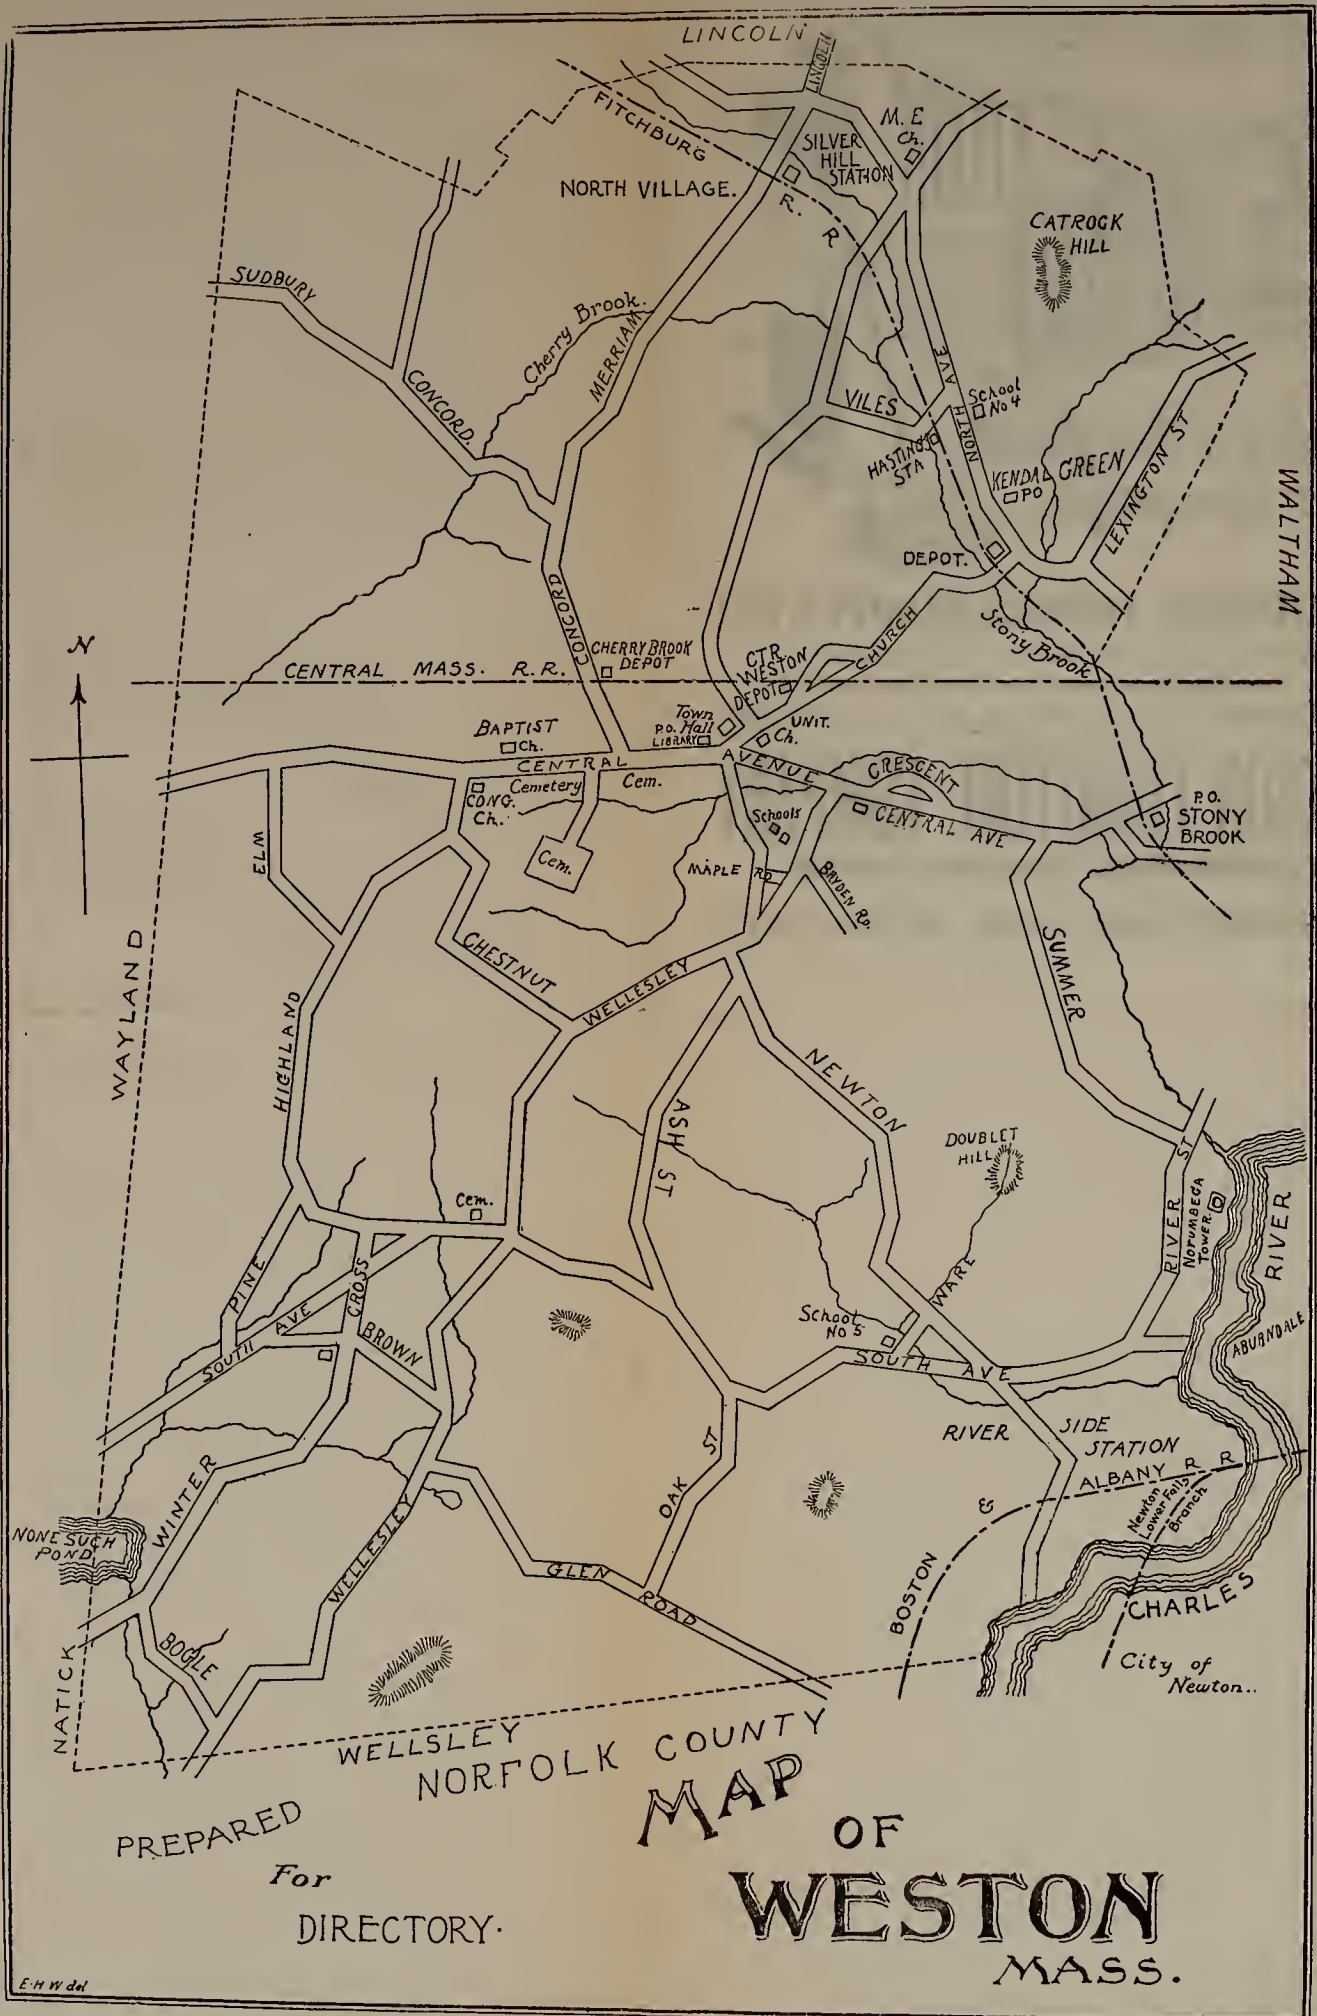 LINCOLN
LINCOLN
FITCHBURG
R. R
M. E
Ch.
SILVER
HILL
STATION
NORTH VILLAGE.
CATROCK
HILL
SUDBURY
Cherry Brook.
MERRIAM
CONCORD.
VILES
NORTH AVE
School
No 4
HASTINGS
STA
KENDAL GREEN
PO
LEXINGTON ST
WALTHAM
DEPOT.
CONCORD
CHURCH
Stony Brook
N
CHERRY BROOK
DEPOT
CTR.
WESTON
DEPOT
CENTRAL MASS. R. R.
BAPTIST
Ch.
Town
P.O. Hall
LIBRARY
UNIT.
Ch.
CENTRAL
AVENUE
CRESCENT
Cemetery
Cem.
CONG.
Ch.
Schools
CENTRAL AVE
P.O.
STONY
BROOK
ELM
Cem.
MAPLE RD
BRYDEN RD.
WAYLAND
CHESTNUT
WELLESLEY
SUMMER
HIGHLAND
NEWTON
ASH ST
DOUBLET
HILL
Cem.
RIVER ST
NORUMBEGA
TOWER
RIVER
PINE
CROSS
SOUTH AVE
BROWN
WARE
School
No 5
SOUTH AVE
ABURNDALE
RIVER SIDE
STATION
WINTER
OAK ST
BOSTON & ALBANY R R
Newton
Lower Falls
Branch
NONE SUCH
POND
WELLESLEY
GLEN ROAD
CHARLES
BOGLE
City of
Newton..
NATICK
WELLSLEY
NORFOLK COUNTY
MAP
OF
WESTON
MASS.
PREPARED
For
DIRECTORY.
E.H W del